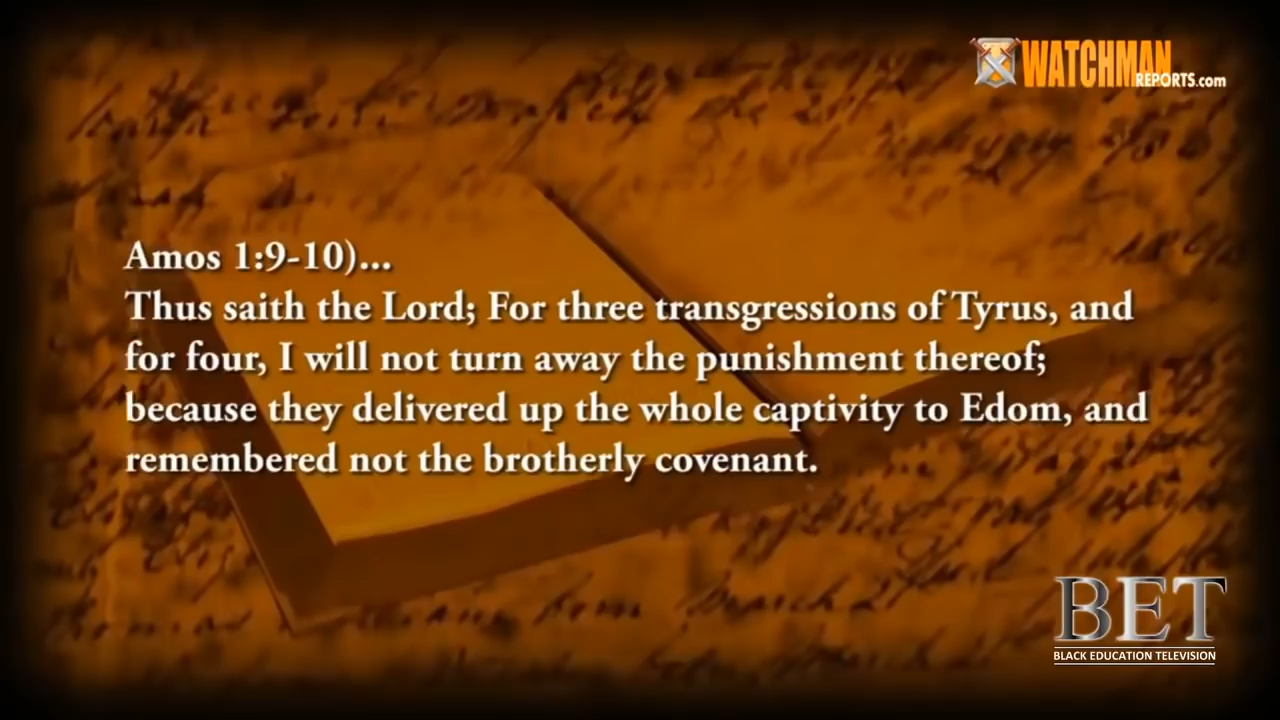 WATCHMAN
REPORTS.com
Amos 1:9-10)...
Thus saith the Lord; For three transgressions of Tyrus, and
for four, I will not turn away the punishment thereof;
because they delivered up the whole captivity to Edom, and
remembered not the brotherly covenant.
BET
BLACK EDUCATION TELEVISION